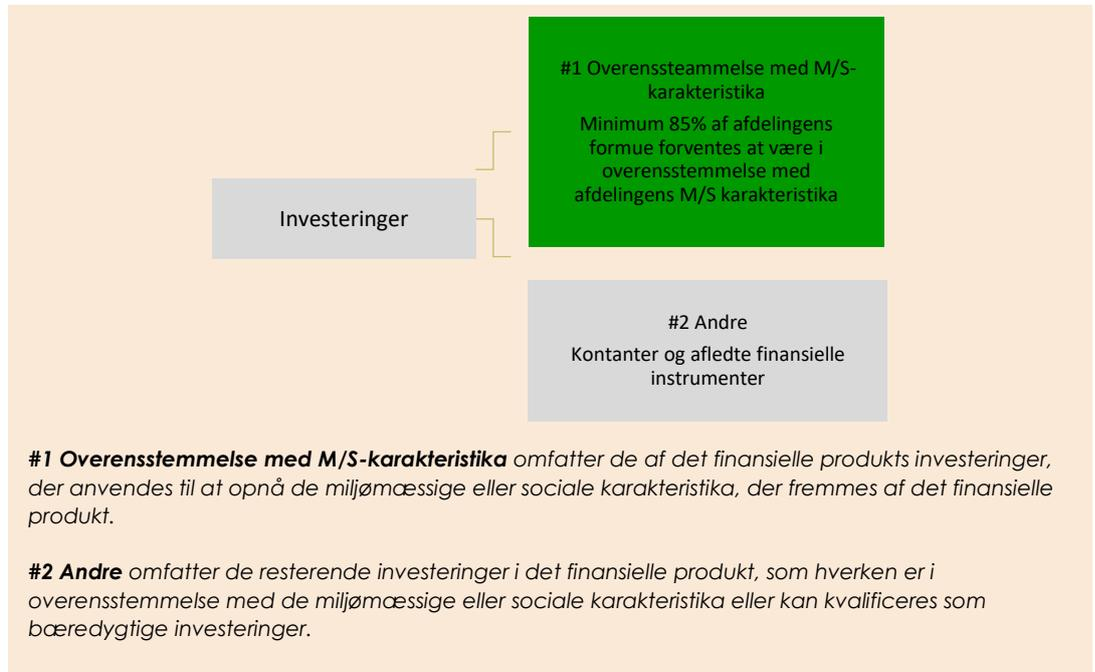 #1 Overenssteammelse med M/S-
karakteristika
Minimum 85% af afdelingens
formue forventes at være i
overensstemmelse med
afdelingens M/S karakteristika
Investeringer
#2 Andre
Kontanter og afledte finansielle
instrumenter
#1 Overensstemmelse med M/S-karakteristika omfatter de af det finansielle produkts investeringer,
der anvendes til at opnå de miljømæssige eller sociale karakteristika, der fremmes af det finansielle
produkt.
#2 Andre omfatter de resterende investeringer i det finansielle produkt, som hverken er i
overensstemmelse med de miljømæssige eller sociale karakteristika eller kan kvalificeres som
bæredygtige investeringer.